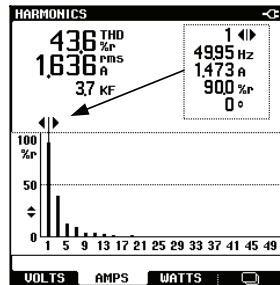 HARMONICS
43.6 THD %r
1.636 rms A
3.7 KF
1
49.95 Hz
1.473 A
90.0 %r
0 °
100
%r
50
0
1 5 9 13 17 21 25 29 33 37 41 45 49
VOLTS AMPS WATTS